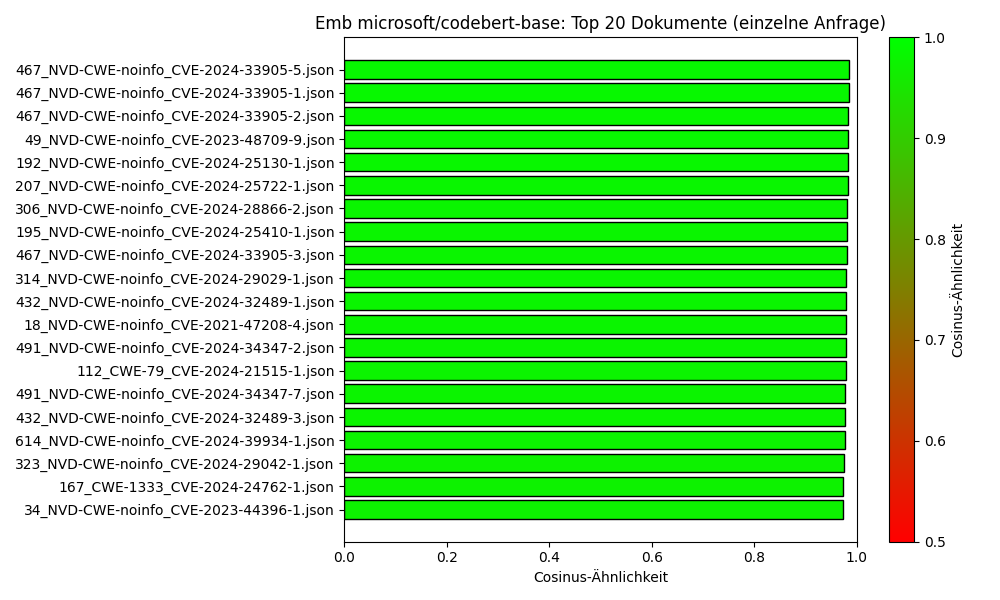 Emb microsoft/codebert-base: Top 20 Dokumente (einzelne Anfrage)
467_NVD-CWE-noinfo_CVE-2024-33905-5.json
467_NVD-CWE-noinfo_CVE-2024-33905-1.json
467_NVD-CWE-noinfo_CVE-2024-33905-2.json
49_NVD-CWE-noinfo_CVE-2023-48709-9.json
192_NVD-CWE-noinfo_CVE-2024-25130-1.json
207_NVD-CWE-noinfo_CVE-2024-25722-1.json
306_NVD-CWE-noinfo_CVE-2024-28866-2.json
195_NVD-CWE-noinfo_CVE-2024-25410-1.json
467_NVD-CWE-noinfo_CVE-2024-33905-3.json
314_NVD-CWE-noinfo_CVE-2024-29029-1.json
432_NVD-CWE-noinfo_CVE-2024-32489-1.json
18_NVD-CWE-noinfo_CVE-2021-47208-4.json
491_NVD-CWE-noinfo_CVE-2024-34347-2.json
112_CWE-79_CVE-2024-21515-1.json
491_NVD-CWE-noinfo_CVE-2024-34347-7.json
432_NVD-CWE-noinfo_CVE-2024-32489-3.json
614_NVD-CWE-noinfo_CVE-2024-39934-1.json
323_NVD-CWE-noinfo_CVE-2024-29042-1.json
167_CWE-1333_CVE-2024-24762-1.json
34_NVD-CWE-noinfo_CVE-2023-44396-1.json
0.0 0.2 0.4 0.6 0.8 1.0
Cosinus-Ähnlichkeit
1.0
0.9
0.8
0.7
0.6
0.5
Cosinus-Ähnlichkeit